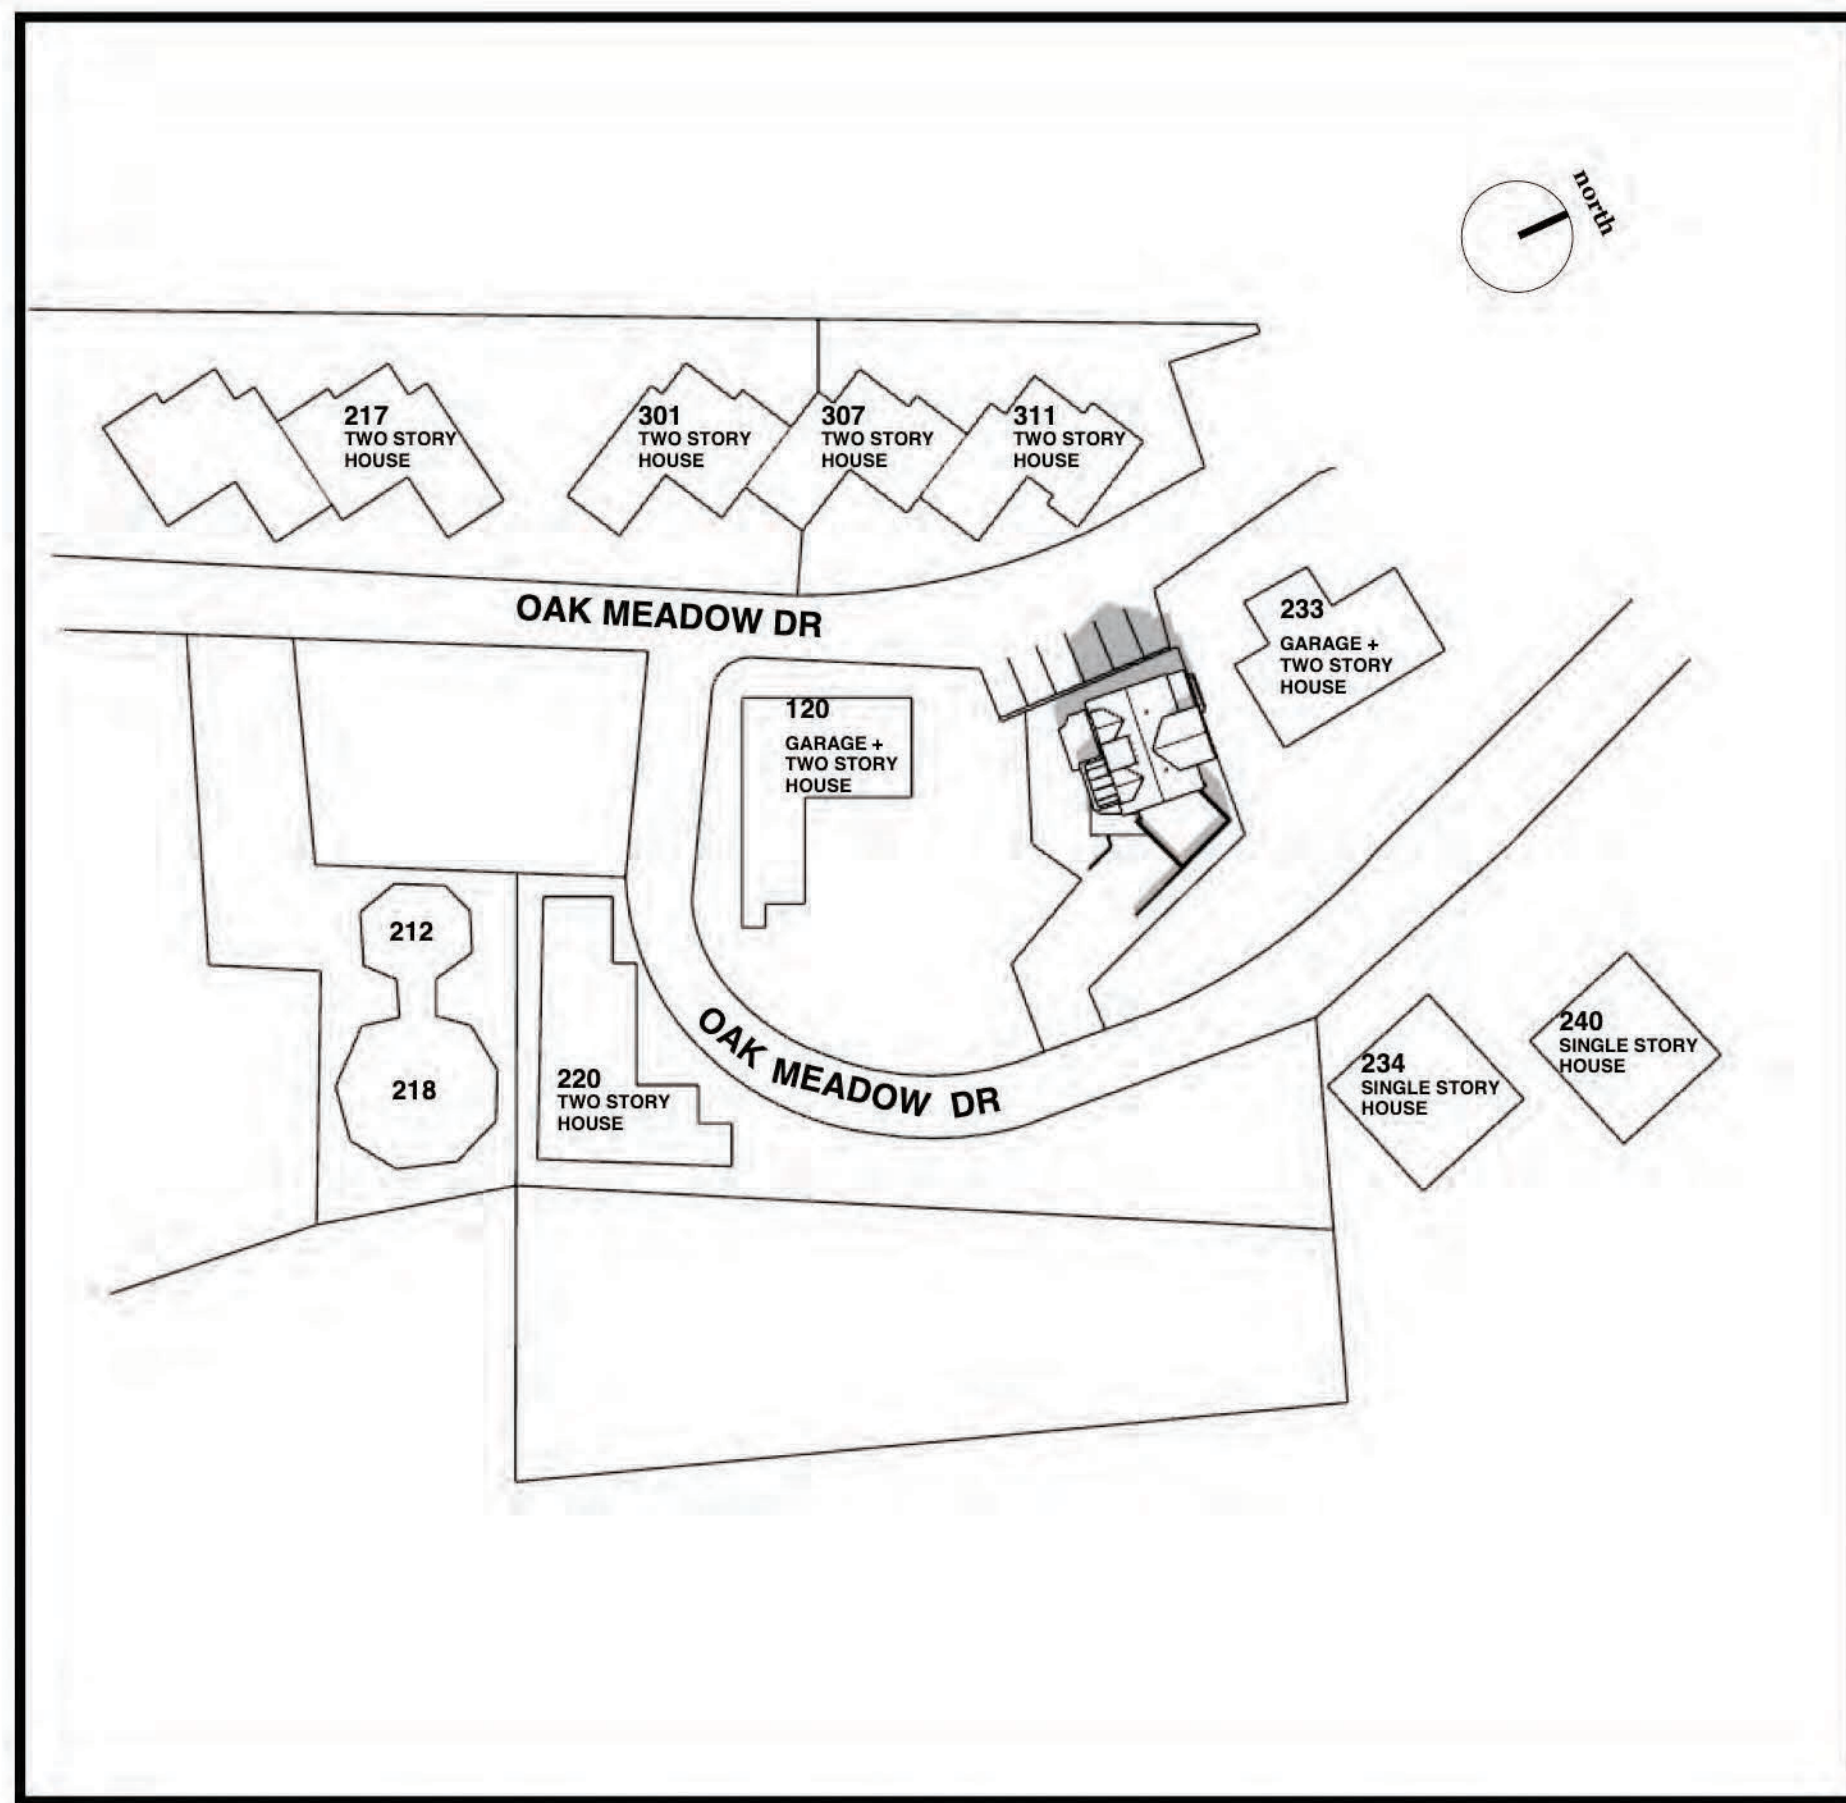 north
217
TWO STORY
HOUSE
301
TWO STORY
HOUSE
307
TWO STORY
HOUSE
311
TWO STORY
HOUSE
OAK MEADOW DR
233
GARAGE +
TWO STORY
HOUSE
120
GARAGE +
TWO STORY
HOUSE
212
218
220
TWO STORY
HOUSE
OAK MEADOW DR
234
SINGLE STORY
HOUSE
240
SINGLE STORY
HOUSE